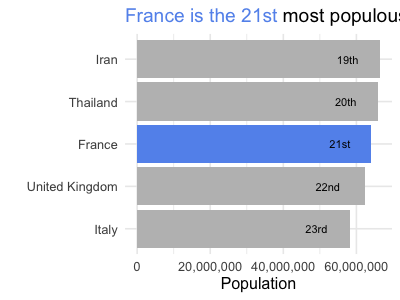 France is the 21st most populous
Iran 19th
Thailand 20th
France 21st
United Kingdom 22nd
Italy 23rd
0 20,000,000 40,000,000 60,000,000
Population